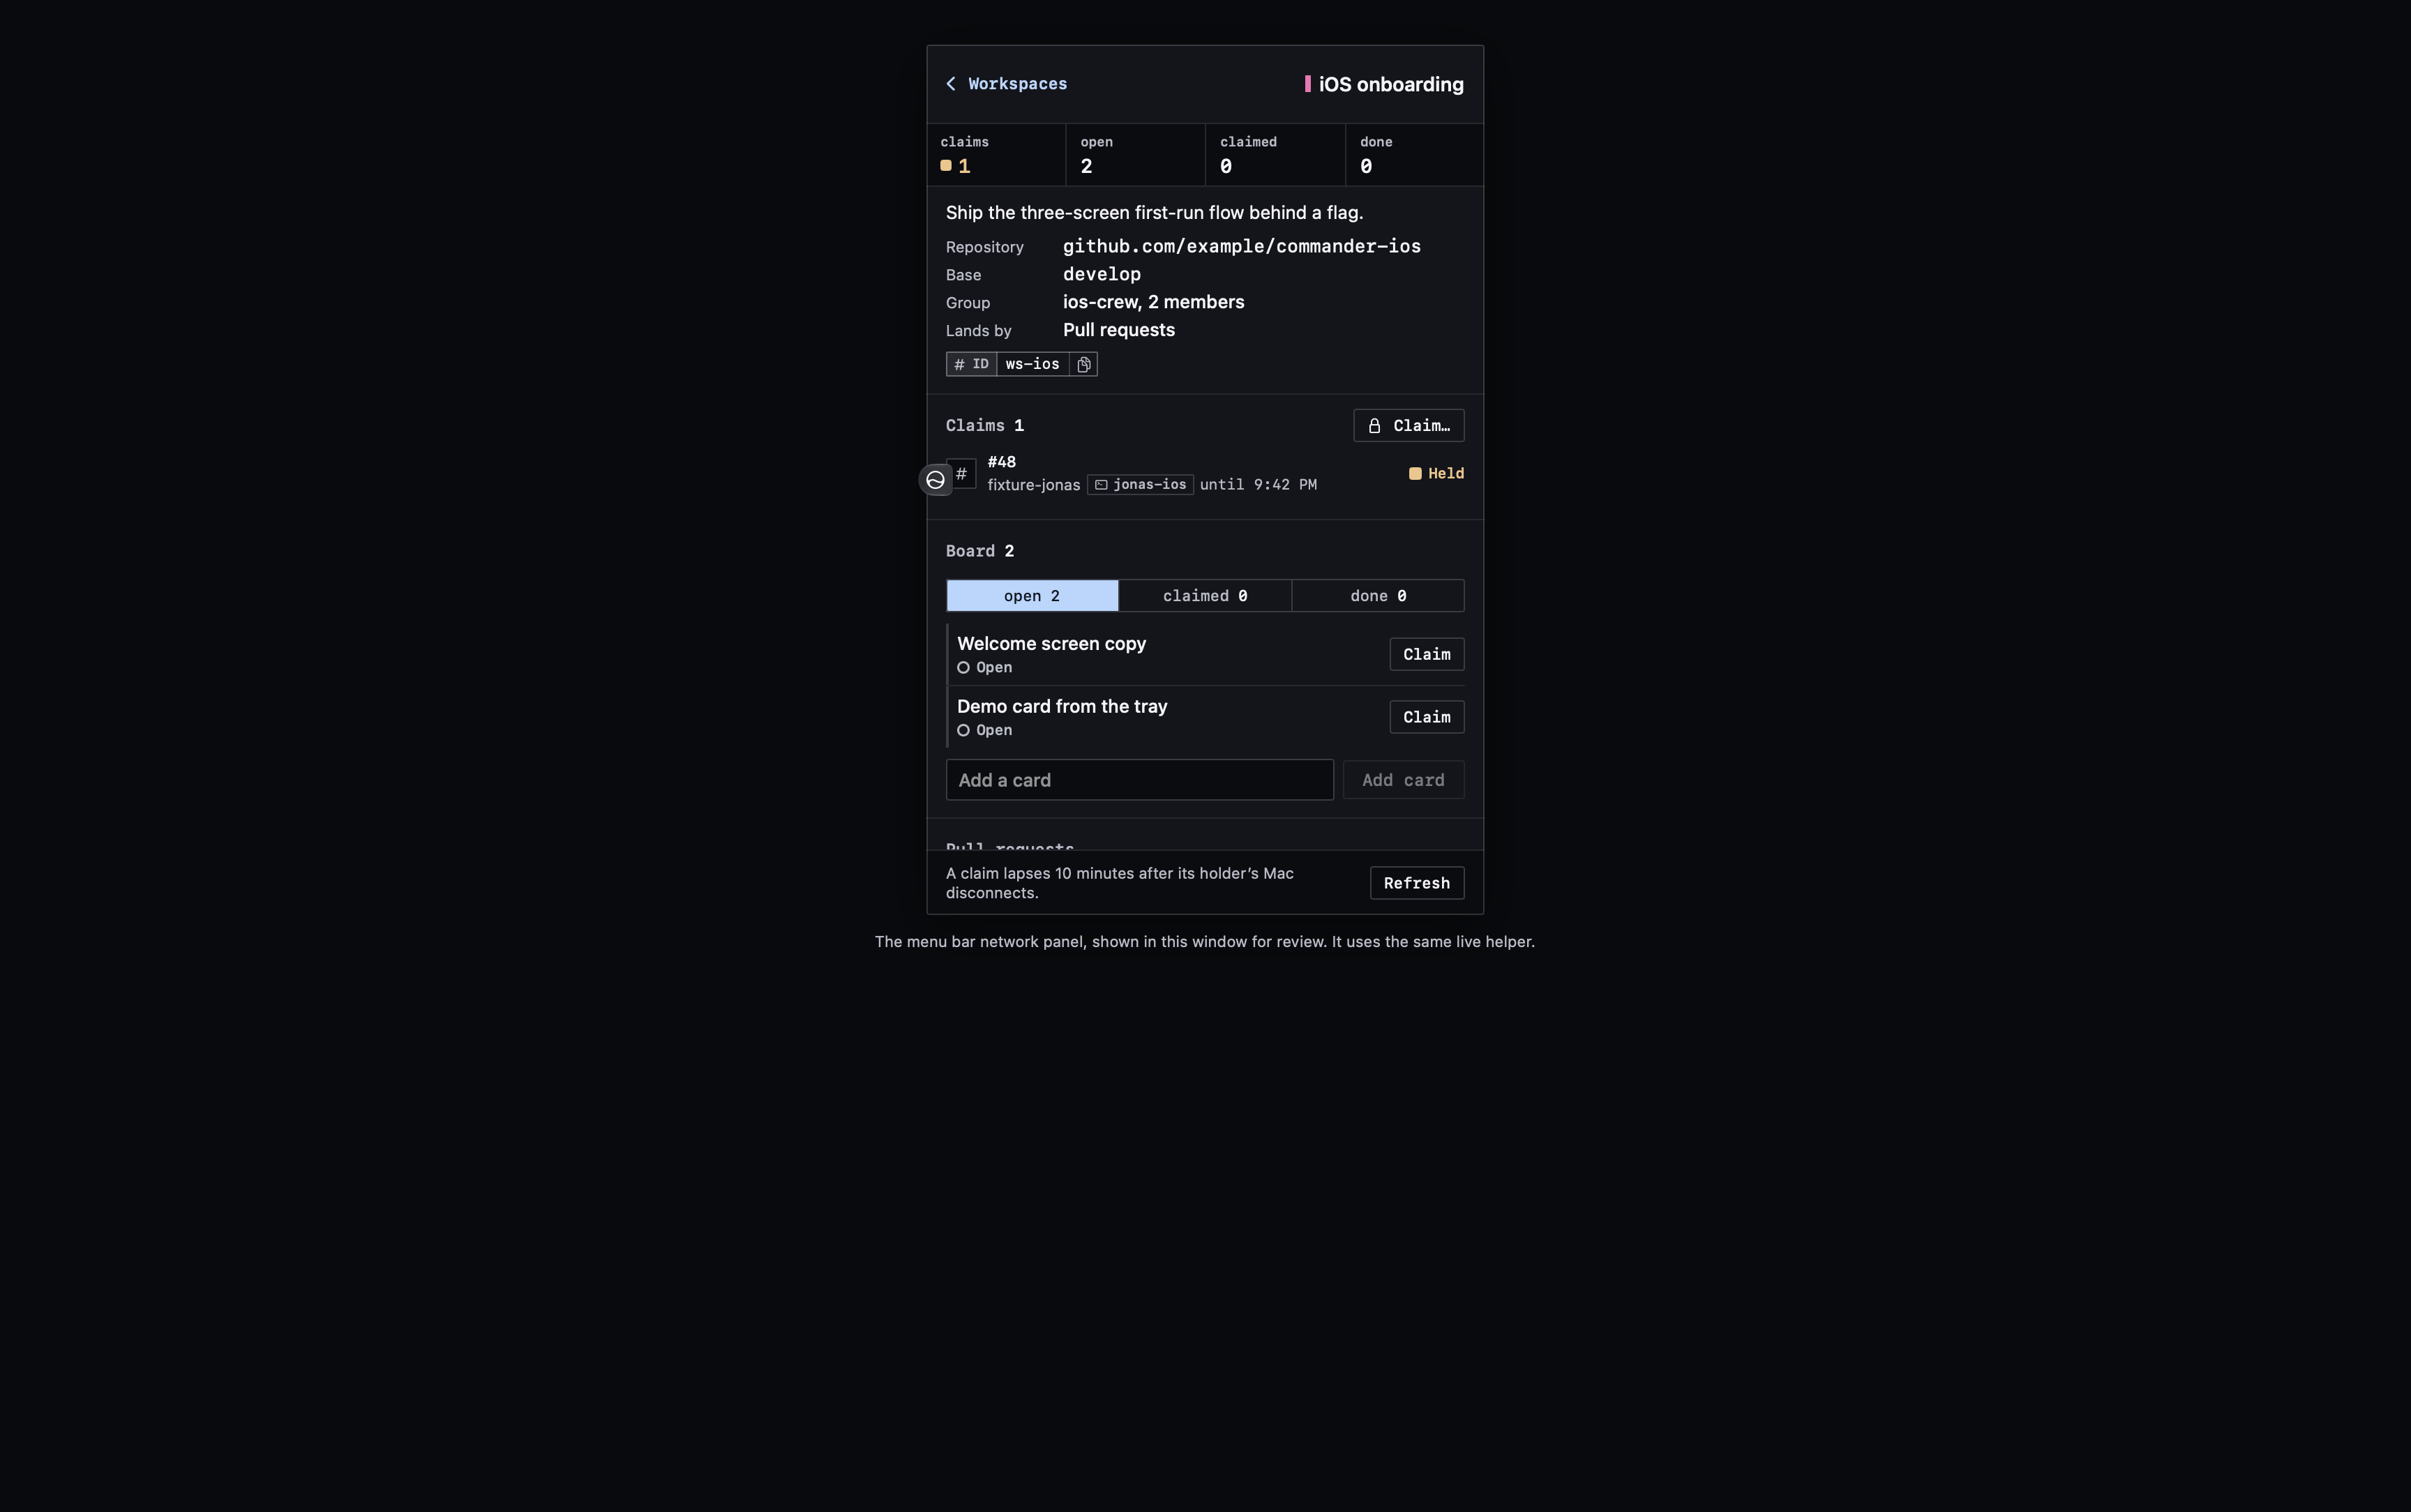 Workspaces
iOS onboarding
claims open claimed done
1 2 0 0
Ship the three-screen first-run flow behind a flag.
Repository github.com/example/commander-ios
Base develop
Group ios-crew, 2 members
Lands by Pull requests
# ID ws-ios
Claims 1 Claim…
# #48
fixture-jonas jonas-ios until 9:42 PM Held
Board 2
open 2 claimed 0 done 0
Welcome screen copy
Open Claim
Demo card from the tray
Open Claim
Add a card Add card
Pull requests
A claim lapses 10 minutes after its holder’s Mac
disconnects.
Refresh
The menu bar network panel, shown in this window for review. It uses the same live helper.